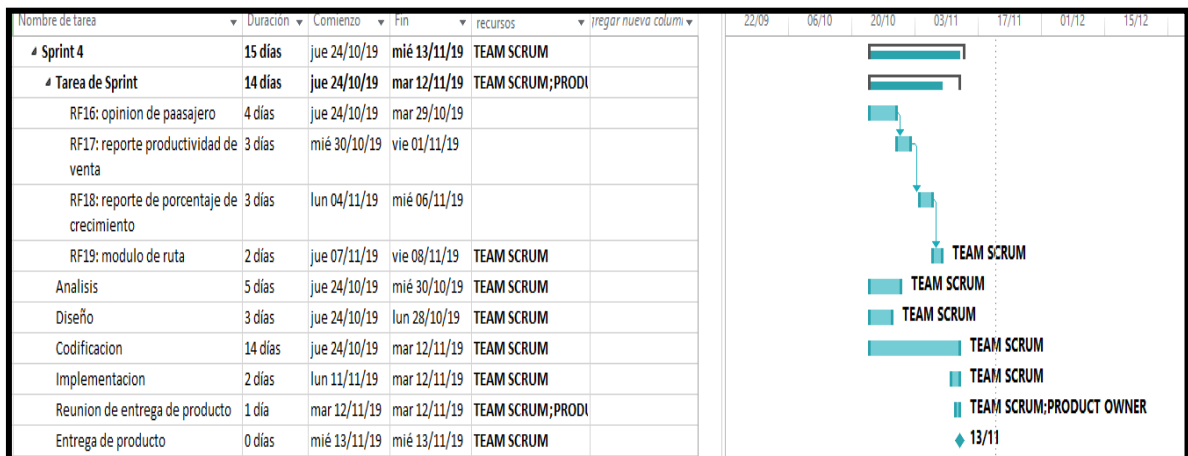 Nombre de tarea Duración Comienzo Fin recursos gregar nueva colum 22/09 06/10 20/10 03/11 17/11 01/12 15/12
Sprint 4 15 días jue 24/10/19 mié 13/11/19 TEAM SCRUM
Tarea de Sprint 14 días jue 24/10/19 mar 12/11/19 TEAM SCRUM;PRODU
RF16: opinion de paasajero 4 días jue 24/10/19 mar 29/10/19
RF17: reporte productividad de 3 días mié 30/10/19 vie 01/11/19
venta
RF18: reporte de porcentaje de 3 días lun 04/11/19 mié 06/11/19
crecimiento
RF19: modulo de ruta 2 días jue 07/11/19 vie 08/11/19 TEAM SCRUM TEAM SCRUM
Analisis 5 días jue 24/10/19 mié 30/10/19 TEAM SCRUM TEAM SCRUM
Diseño 3 días jue 24/10/19 lun 28/10/19 TEAM SCRUM TEAM SCRUM
Codificacion 14 días jue 24/10/19 mar 12/11/19 TEAM SCRUM TEAM SCRUM
Implementacion 2 días lun 11/11/19 mar 12/11/19 TEAM SCRUM TEAM SCRUM
Reunion de entrega de producto 1 día mar 12/11/19 mar 12/11/19 TEAM SCRUM;PRODU TEAM SCRUM;PRODUCT OWNER
Entrega de producto 0 días mié 13/11/19 mié 13/11/19 TEAM SCRUM 13/11